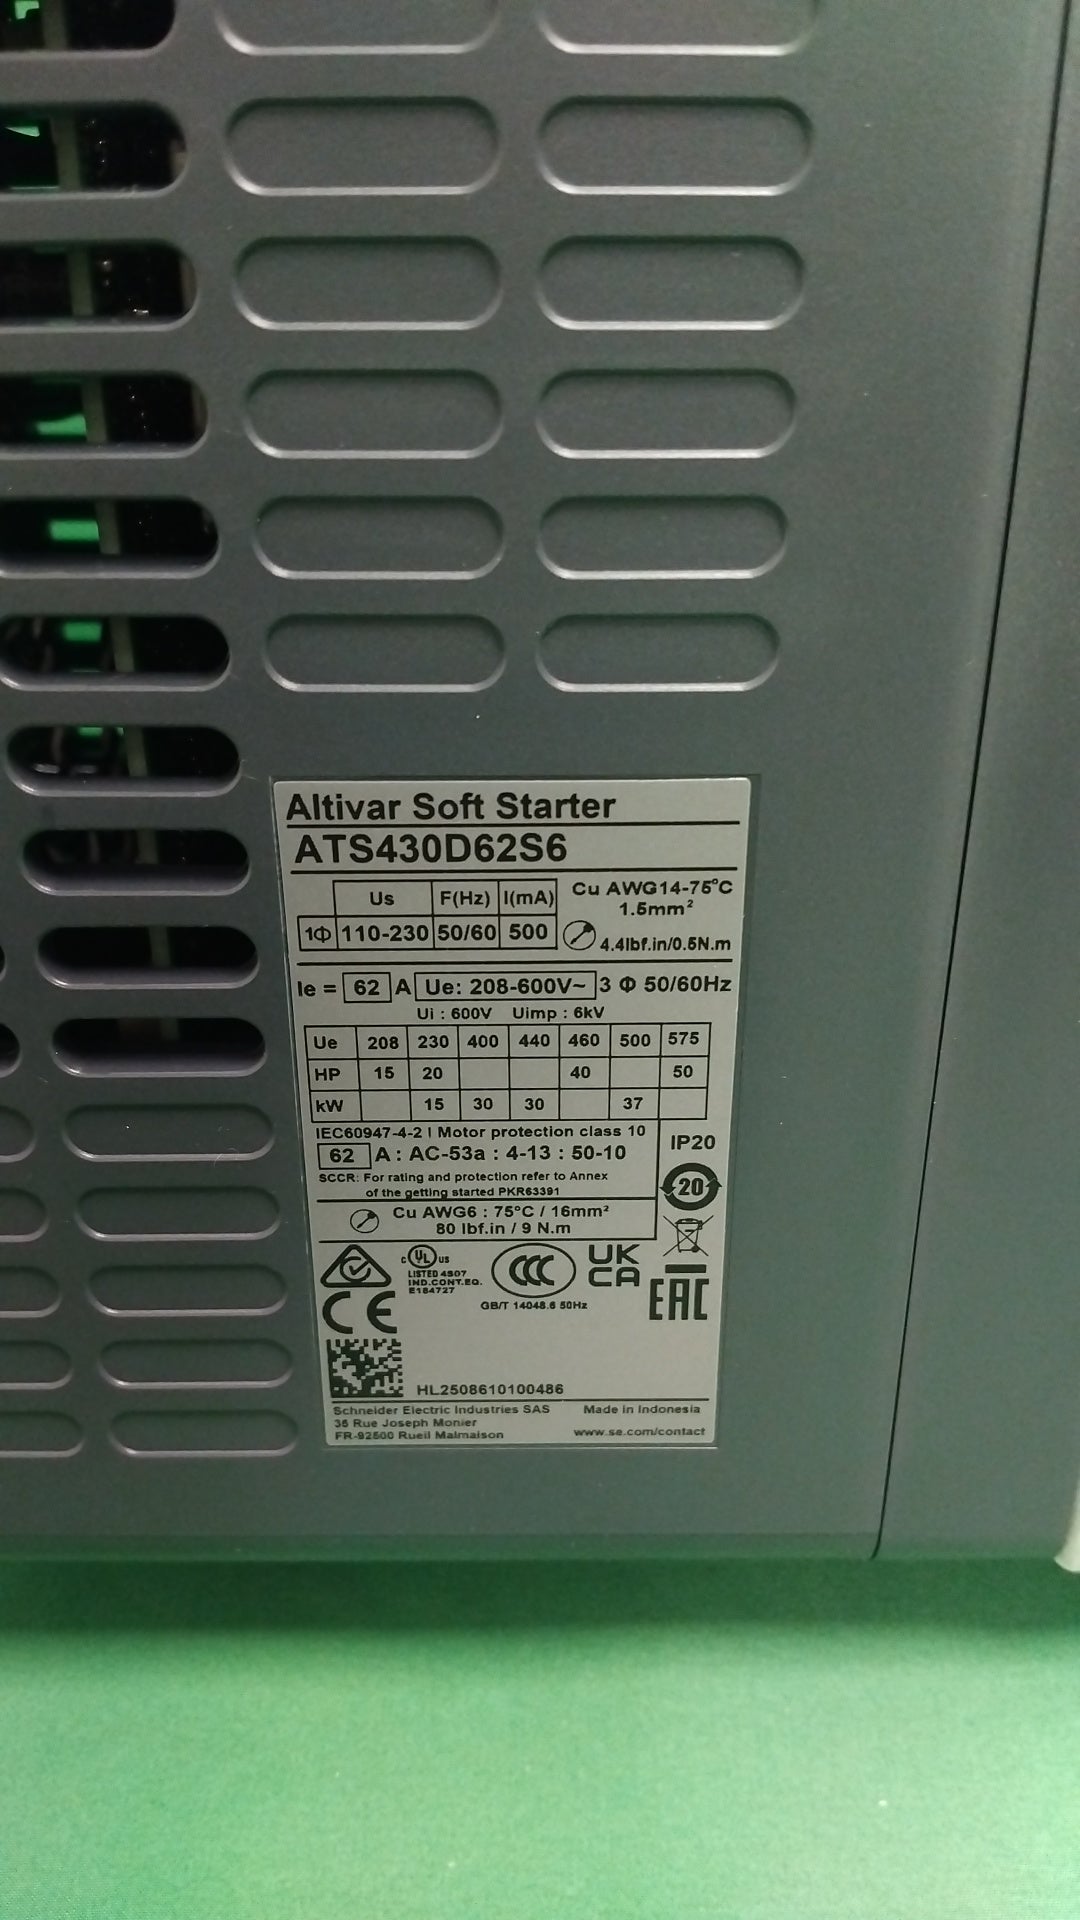 Altivar Soft Starter
ATS430D62S6
Us F(Hz) I(mA)
1Φ 110-230 50/60 500
Cu AWG14-75°C
1.5mm²
4.4lbf.in/0.5N.m
Ie = 62 A Ue: 208-600V~ 3 Φ 50/60Hz
Ui : 600V Uimp : 6kV
Ue 208 230 400 440 460 500 575
HP 15 20 40 50
kW 15 30 30 37
IEC60947-4-2 I Motor protection class 10
62 A : AC-53a : 4-13 : 50-10
SCCR: For rating and protection refer to Annex
of the getting started PKR63391
IP20
20
Cu AWG6 : 75°C / 16mm²
80 lbf.in / 9 N.m
c UL us
LISTED 4S07
IND.CONT.EQ.
E184727
CCC
GB/T 14048.6 50Hz
UK
CA
CE
EAC
HL2508610100486
Schneider Electric Industries SAS
35 Rue Joseph Monier
FR-92500 Rueil Malmaison
Made in Indonesia
www.se.com/contact